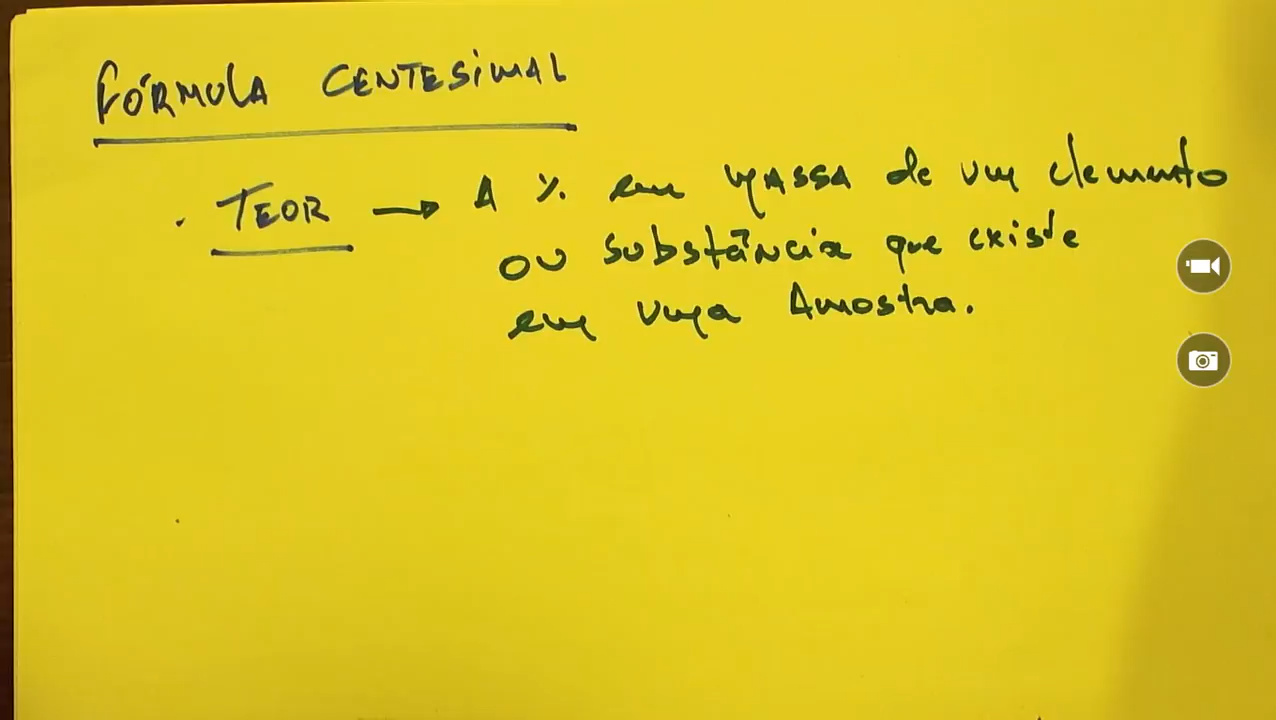 FÓRMULA CENTESIMAL
. TEOR → A % em MASSA de um elemento
ou substância que existe
em uma Amostra.